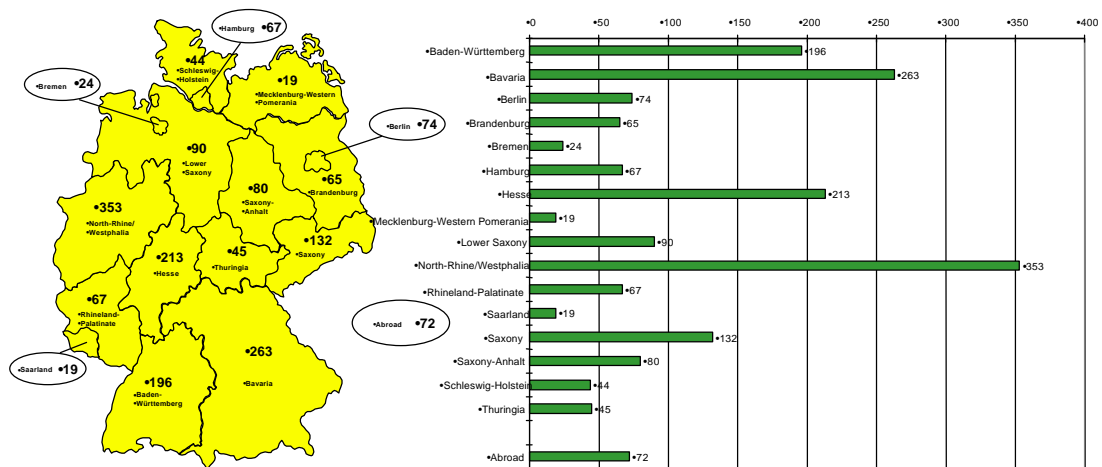 •Hamburg •67
•44
•Schleswig-
•Holstein
•19
•Mecklenburg-Western
•Pomerania
•Bremen •24
•Berlin •74
•90
•Lower
•Saxony
•65
•Brandenburg
•80
•Saxony-
•Anhalt
•353
•North-Rhine/
•Westphalia
•132
•Saxony
•213
•Hesse
•45
•Thuringia
•67
•Rhineland-
•Palatinate
•Abroad •72
•Saarland •19
•263
•Bavaria
•196
•Baden-
•Württemberg
•0 •50 •100 •150 •200 •250 •300 •350 •400
•Baden-Württemberg •196
•Bavaria •263
•Berlin •74
•Brandenburg •65
•Bremen •24
•Hamburg •67
•Hesse •213
•Mecklenburg-Western Pomerania •19
•Lower Saxony •90
•North-Rhine/Westphalia •353
•Rhineland-Palatinate •67
•Saarland •19
•Saxony •132
•Saxony-Anhalt •80
•Schleswig-Holstein •44
•Thuringia •45
•Abroad •72